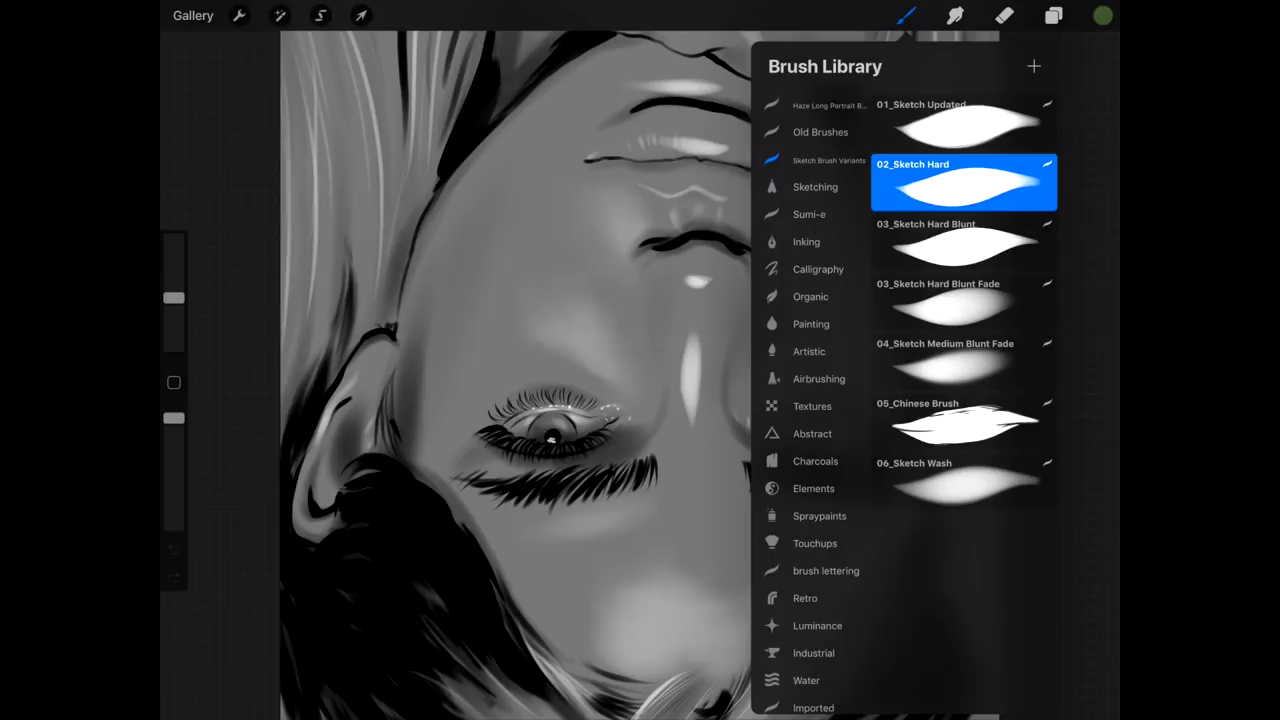 Gallery
Brush Library
Haze Long Portrait B...
Old Brushes
Sketch Brush Variants
Sketching
Sumi-e
Inking
Calligraphy
Organic
Painting
Artistic
Airbrushing
Textures
Abstract
Charcoals
Elements
Spraypaints
Touchups
brush lettering
Retro
Luminance
Industrial
Water
Imported
01_Sketch Updated
02_Sketch Hard
03_Sketch Hard Blunt
03_Sketch Hard Blunt Fade
04_Sketch Medium Blunt Fade
05_Chinese Brush
06_Sketch Wash